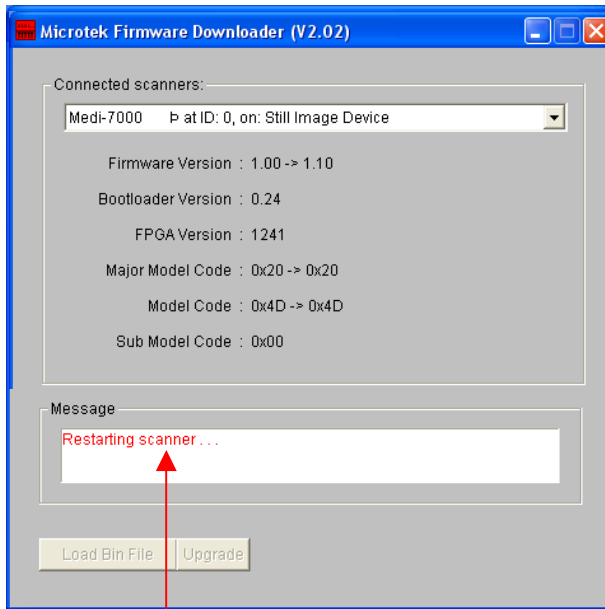 Microtek Firmware Downloader (V2.02)
Connected scanners:
Medi-7000 Þ at ID: 0, on: Still Image Device
Firmware Version : 1.00 -> 1.10
Bootloader Version : 0.24
FPGA Version : 1241
Major Model Code : 0x20 -> 0x20
Model Code : 0x4D -> 0x4D
Sub Model Code : 0x00
Message
Restarting scanner . . .
Load Bin File Upgrade